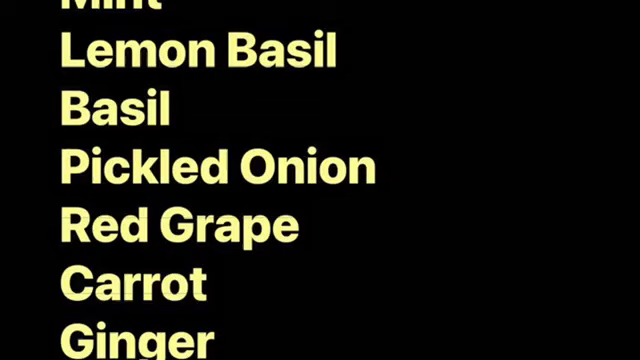 Mint
Lemon Basil
Basil
Pickled Onion
Red Grape
Carrot
Ginger